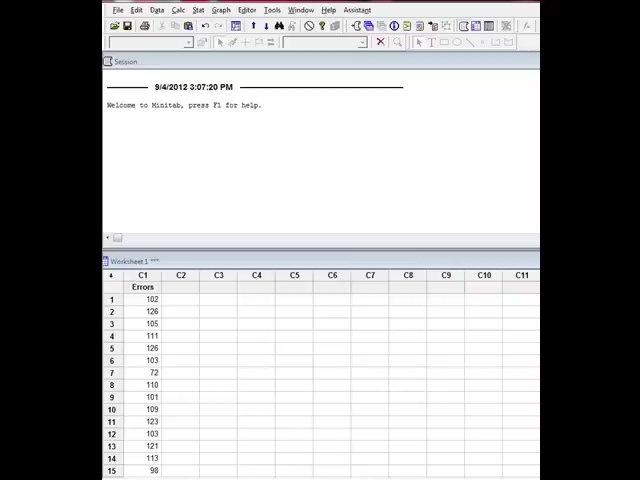 File Edit Data Calc Stat Graph Editor Tools Window Help Assistant
Session
9/4/2012 3:07:20 PM
Welcome to Minitab, press F1 for help.
Worksheet 1 ***
C1 C2 C3 C4 C5 C6 C7 C8 C9 C10 C11
Errors
1 102
2 126
3 105
4 111
5 126
6 103
7 72
8 110
9 101
10 109
11 123
12 103
13 121
14 113
15 98